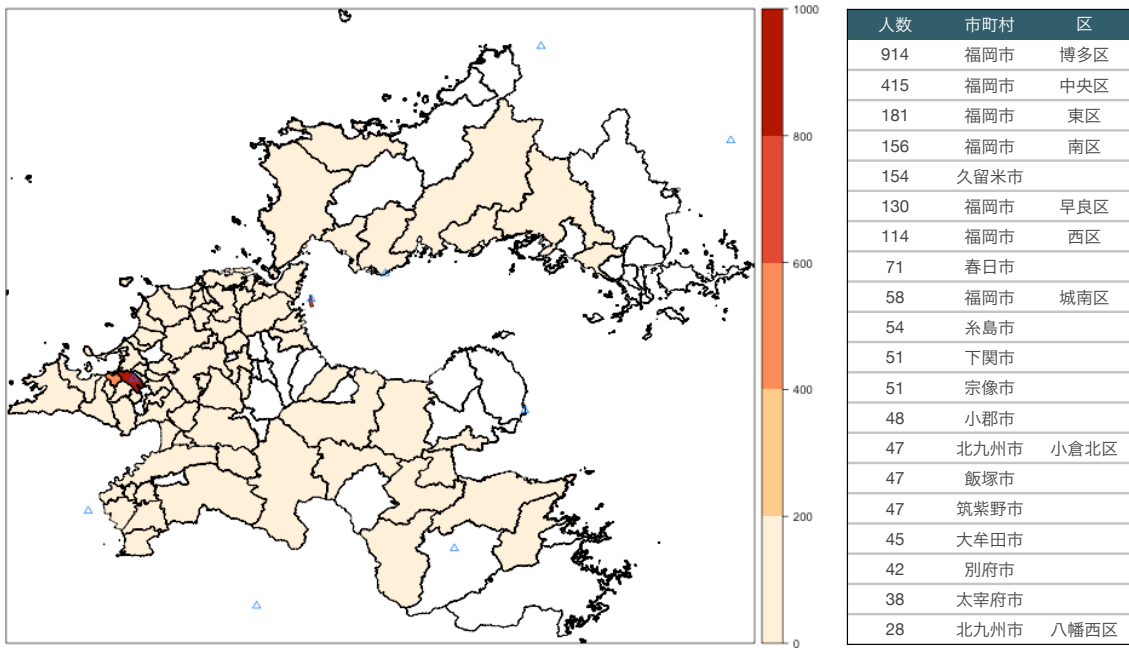 1000
800
600
400
200
0
人数 市町村 区
914 福岡市 博多区
415 福岡市 中央区
181 福岡市 東区
156 福岡市 南区
154 久留米市
130 福岡市 早良区
114 福岡市 西区
71 春日市
58 福岡市 城南区
54 糸島市
51 下関市
51 宗像市
48 小郡市
47 北九州市 小倉北区
47 飯塚市
47 筑紫野市
45 大牟田市
42 別府市
38 太宰府市
28 北九州市 八幡西区